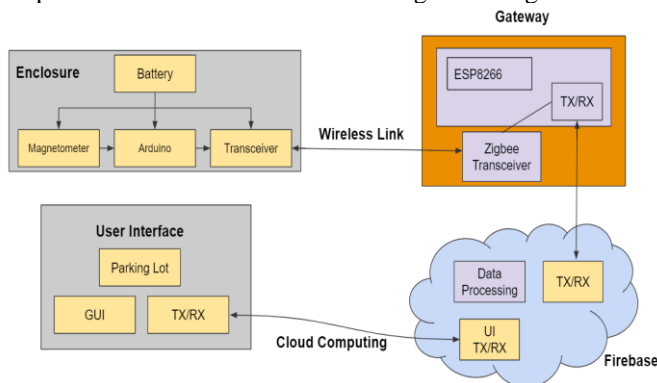 Gateway
Enclosure
Battery
Magnetometer
Arduino
Transceiver
Wireless Link
ESP8266
TX/RX
Zigbee
Transceiver
User Interface
Parking Lot
GUI
TX/RX
Cloud Computing
Data
Processing
TX/RX
UI
TX/RX
Firebase